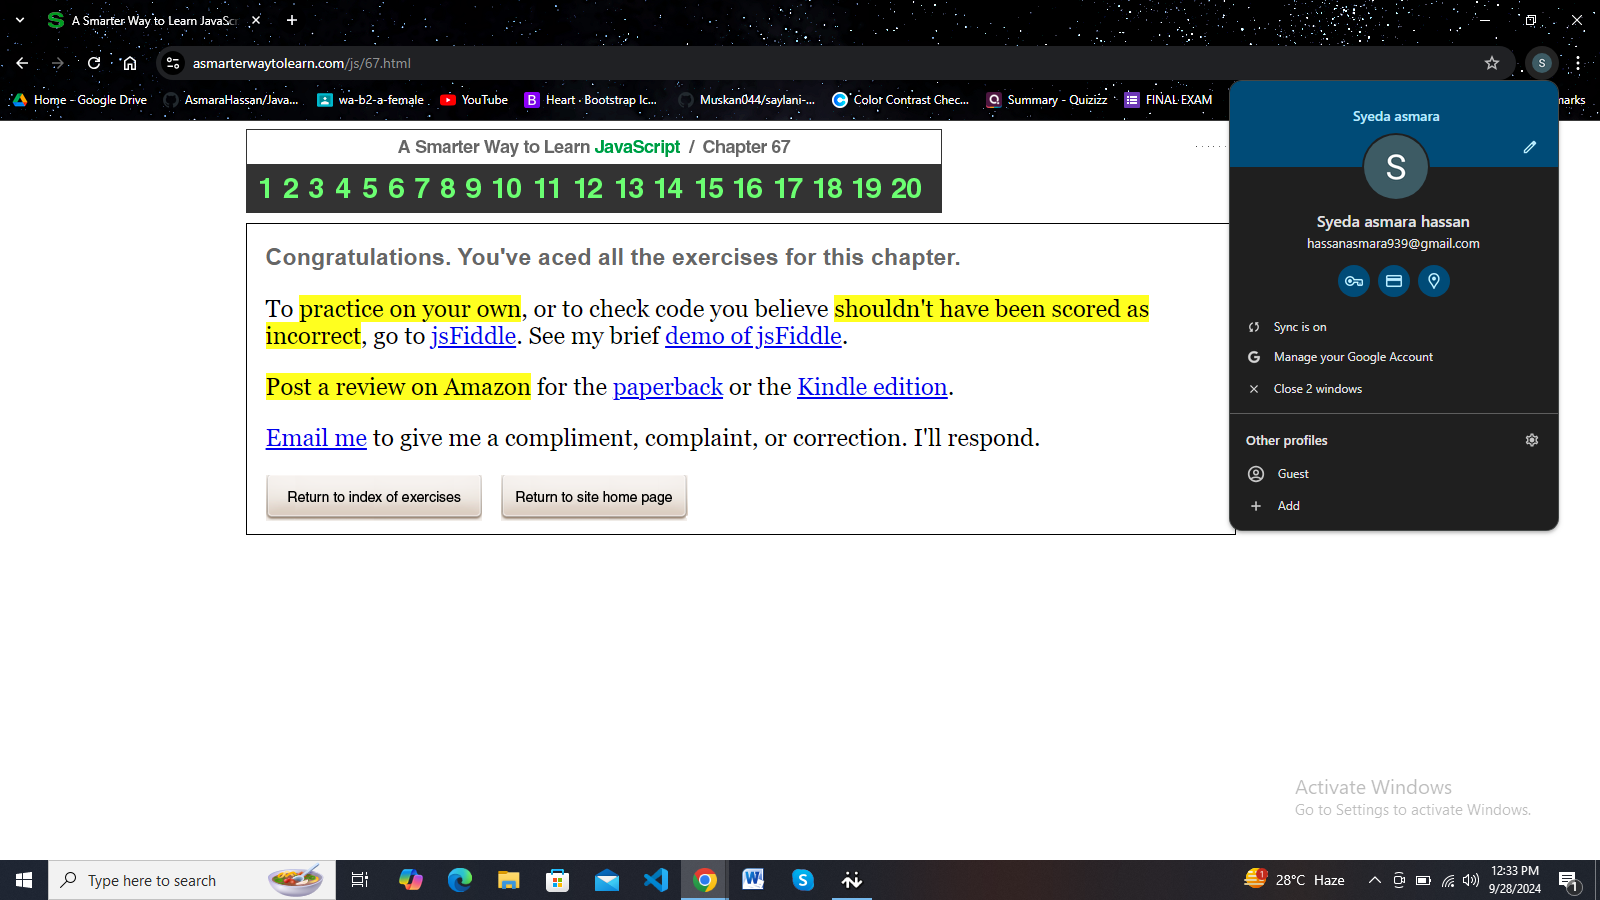 A Smarter Way to Learn JavaSc
asmarterwaytolearn.com/js/67.html
S
Home - Google Drive
AsmaraHassan/Java...
wa-b2-a-female
YouTube
Heart · Bootstrap Ic...
Muskan044/saylani-...
Color Contrast Chec...
Summary - Quizizz
FINAL EXAM
marks
A Smarter Way to Learn JavaScript / Chapter 67
1 2 3 4 5 6 7 8 9 10 11 12 13 14 15 16 17 18 19 20
Congratulations. You've aced all the exercises for this chapter.
To practice on your own, or to check code you believe shouldn't have been scored as
incorrect, go to jsFiddle. See my brief demo of jsFiddle.
Post a review on Amazon for the paperback or the Kindle edition.
Email me to give me a compliment, complaint, or correction. I'll respond.
Return to index of exercises
Return to site home page
Syeda asmara
S
Syeda asmara hassan
hassanasmara939@gmail.com
Sync is on
Manage your Google Account
Close 2 windows
Other profiles
Guest
Add
Activate Windows
Go to Settings to activate Windows.
Type here to search
1
28°C Haze
12:33 PM
9/28/2024
1